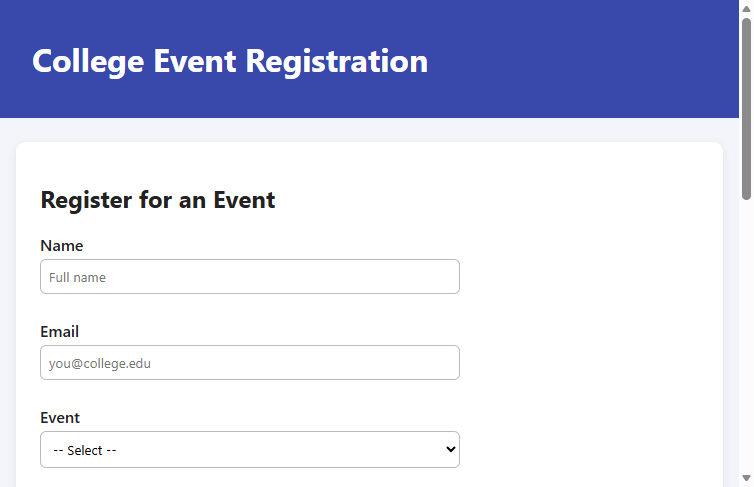 College Event Registration
Register for an Event
Name
Full name
Email
you@college.edu
Event
-- Select --